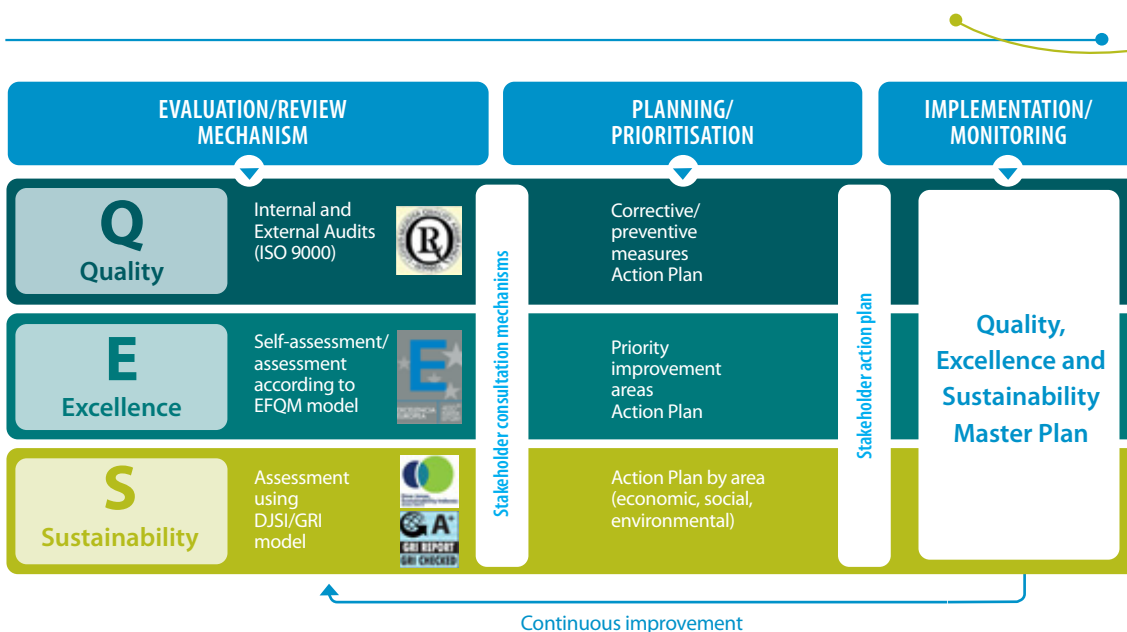 EVALUATION/REVIEW
MECHANISM
PLANNING/
PRIORITISATION
IMPLEMENTATION/
MONITORING
Q
Quality
Internal and
External Audits
(ISO 9000)
R
Corrective/
preventive
measures
Action Plan
E
Excellence
Self-assessment/
assessment
according to
EFQM model
E
Priority
improvement
areas
Action Plan
S
Sustainability
Assessment
using
DJSI/GRI
model
G A+
GRI REPORT
GRI CHECKED
Action Plan by area
(economic, social,
environmental)
Stakeholder consultation mechanisms
Stakeholder action plan
Quality,
Excellence and
Sustainability
Master Plan
Continuous improvement